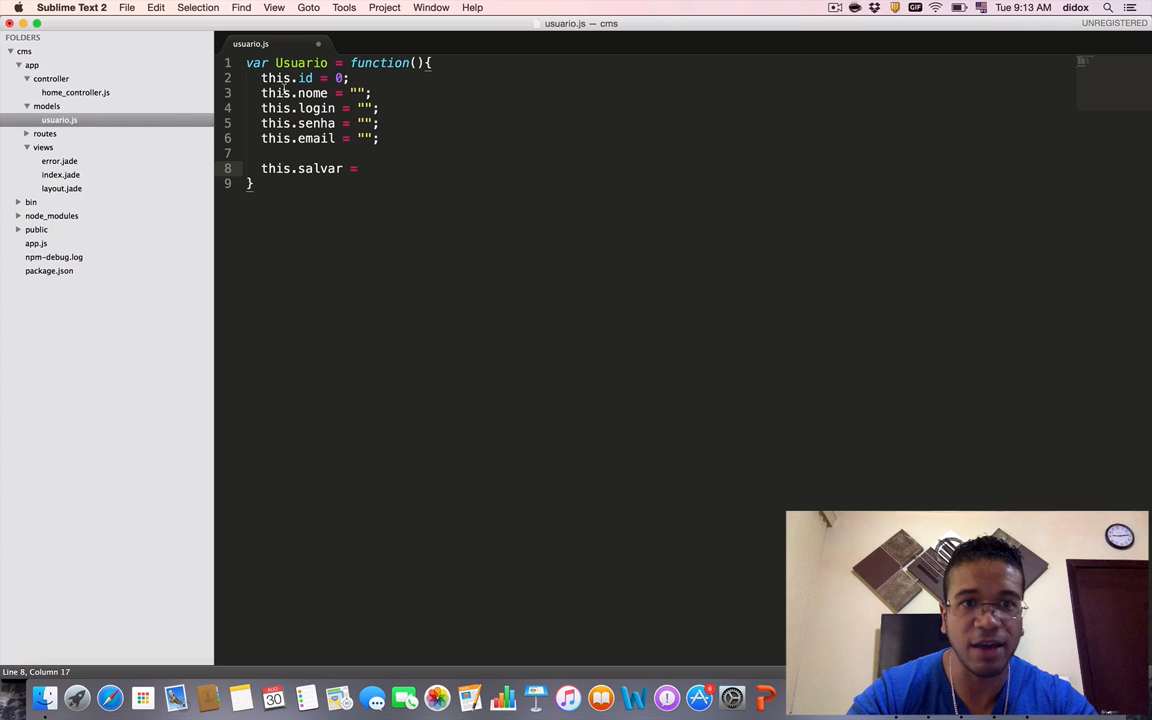 Sublime Text 2 File Edit Selection Find View Goto Tools Project Window Help GIF Tue 9:13 AM didox
usuario.js — cms UNREGISTERED
FOLDERS
cms
app
controller
home_controller.js
models
usuario.js
routes
views
error.jade
index.jade
layout.jade
bin
node_modules
public
app.js
npm-debug.log
package.json
usuario.js
1 var Usuario = function(){
2 this.id = 0;
3 this.nome = "";
4 this.login = "";
5 this.senha = "";
6 this.email = "";
7
8 this.salvar =
9 }
Line 8, Column 17
AUG
30
6